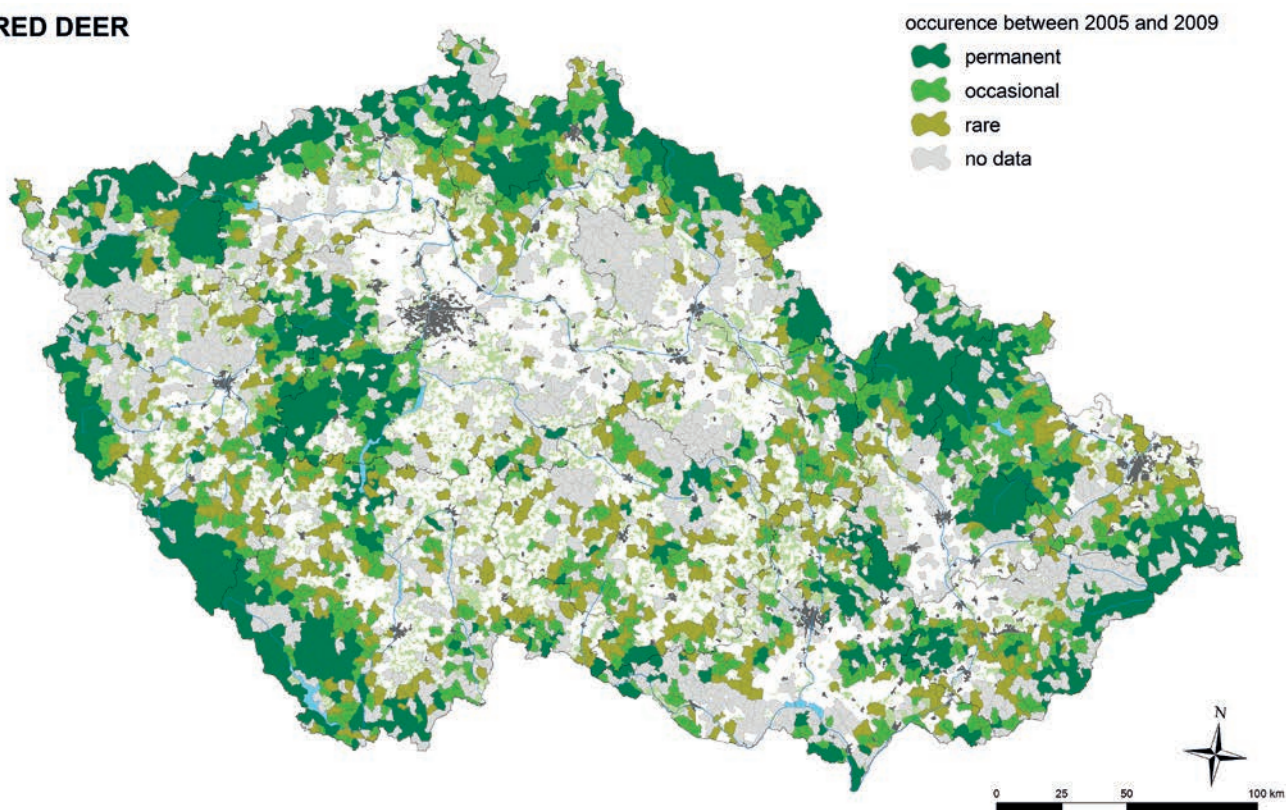 RED DEER
occurence between 2005 and 2009
permanent
occasional
rare
no data
N
0 25 50 100 km